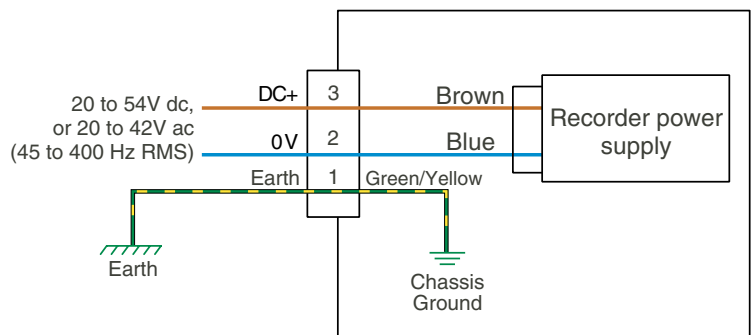 20 to 54V dc,
or 20 to 42V ac
(45 to 400 Hz RMS)
DC+
3
Brown
0V
2
Blue
Earth
1
Green/Yellow
Recorder power
supply
Earth
Chassis
Ground